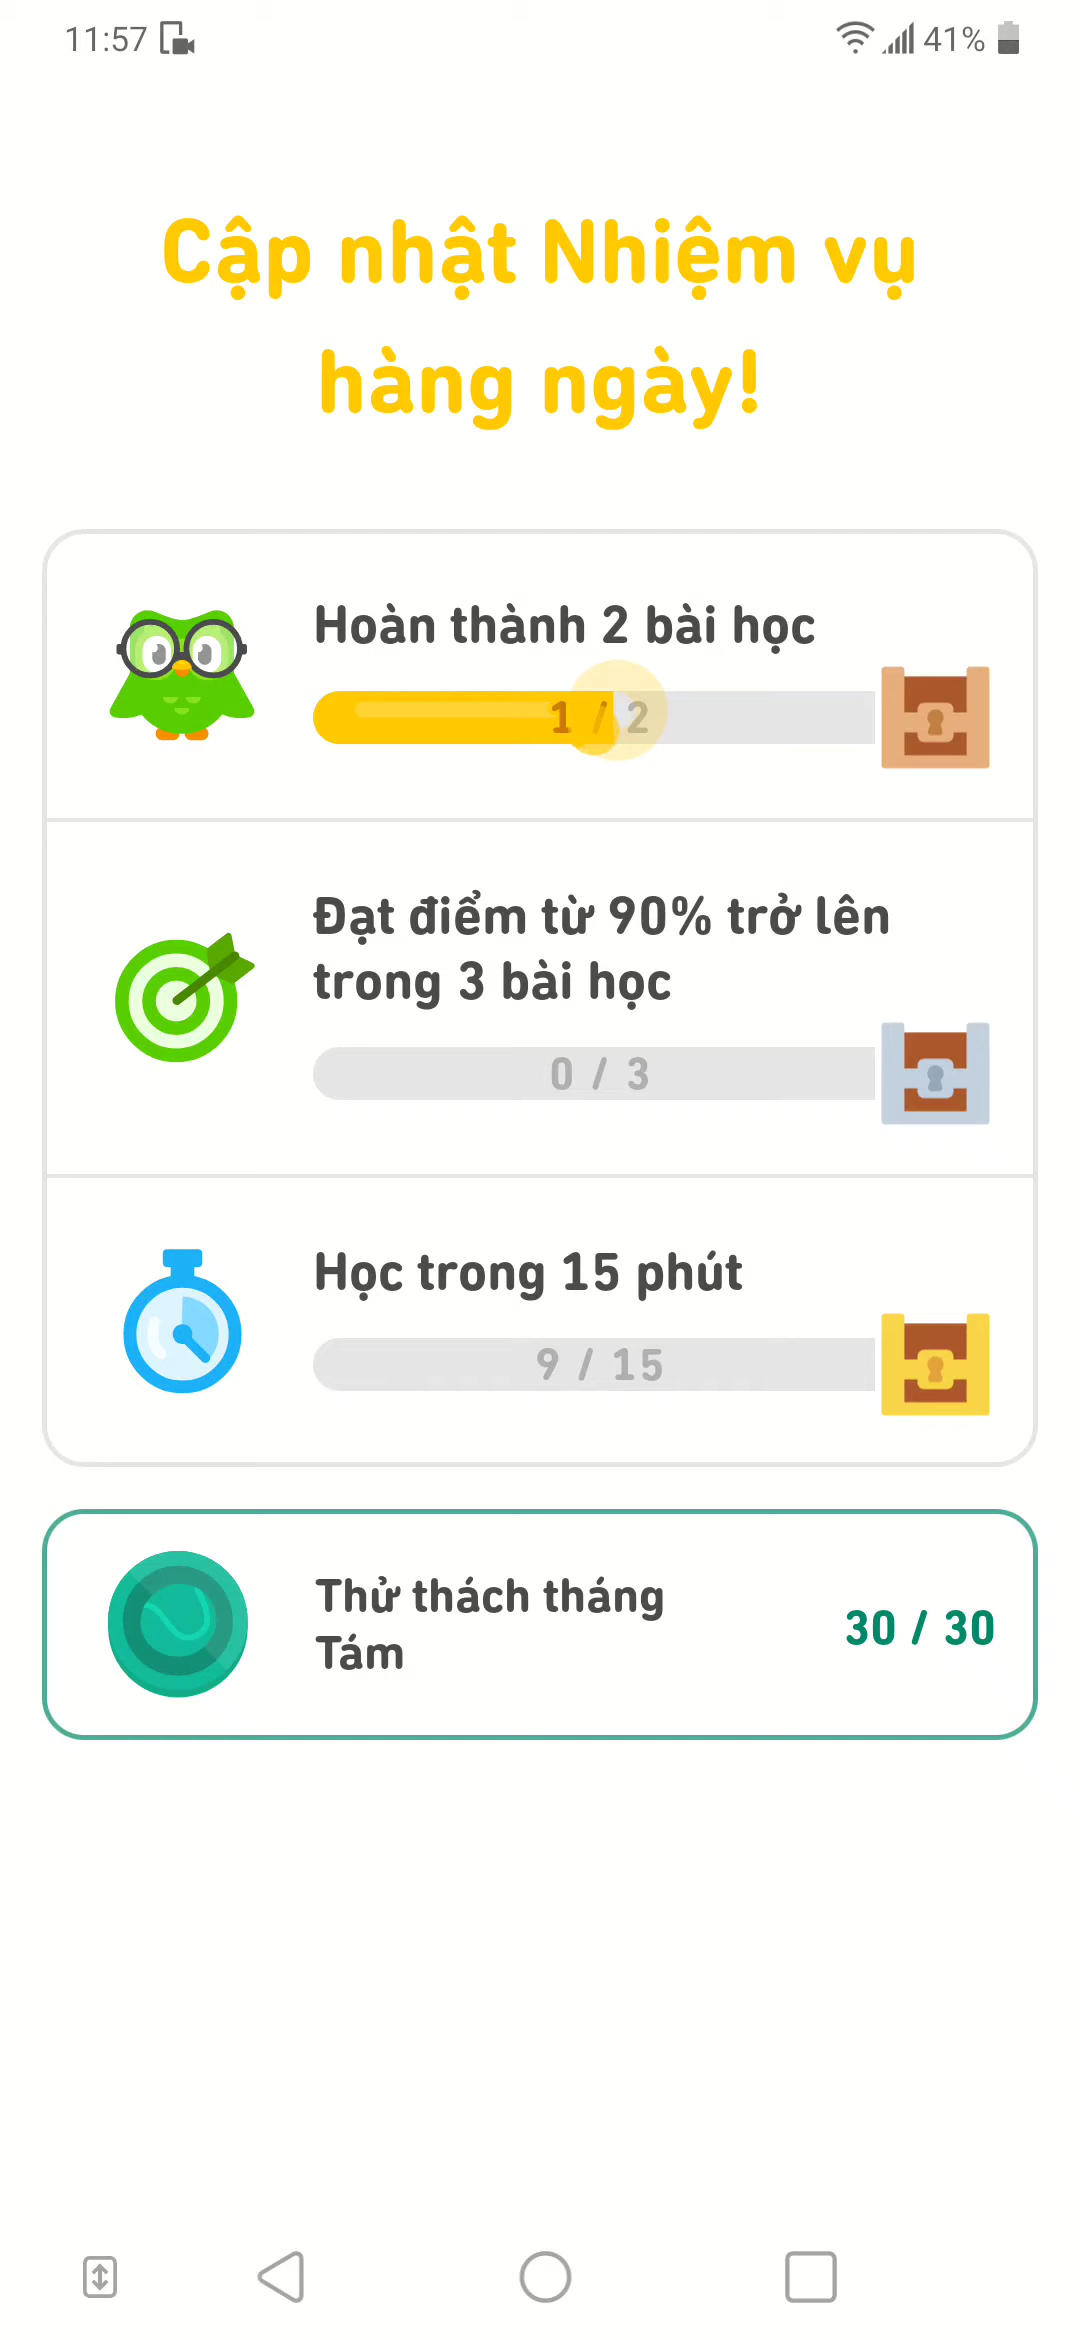 11:57
41%
Cập nhật Nhiệm vụ
hàng ngày!
Hoàn thành 2 bài học
1 / 2
Đạt điểm từ 90% trở lên
trong 3 bài học
0 / 3
Học trong 15 phút
9 / 15
Thử thách tháng
Tám
30 / 30